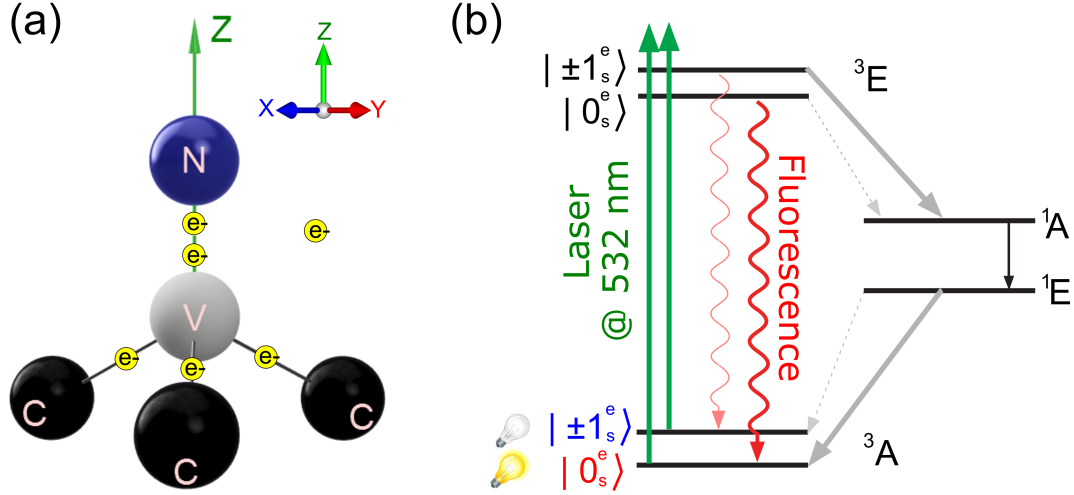 (a)
Z
Z
X
Y
N
e-
e-
e-
V
e-
e-
e-
C
C
C
(b)
| ±1ₛᵉ⟩
³E
| 0ₛᵉ⟩
Laser
@ 532 nm
Fluorescence
¹A
¹E
| ±1ₛᵉ⟩
³A
| 0ₛᵉ⟩